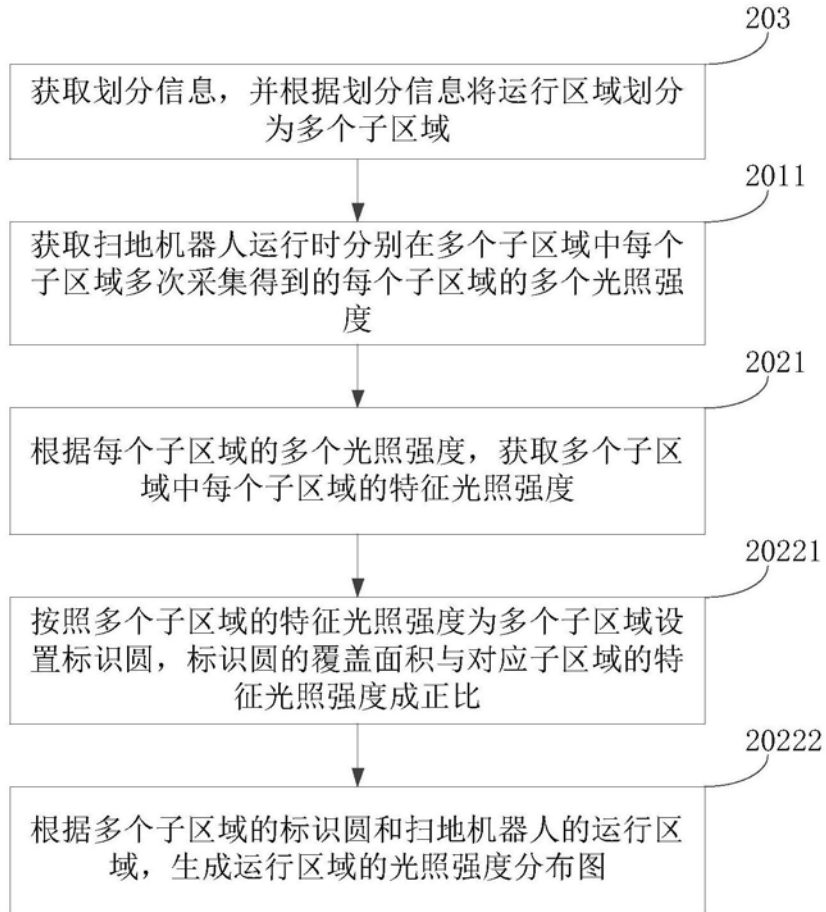 203
获取划分信息，并根据划分信息将运行区域划分
为多个子区域
2011
获取扫地机器人运行时分别在多个子区域中每个
子区域多次采集得到的每个子区域的多个光照强
度
2021
根据每个子区域的多个光照强度，获取多个子区
域中每个子区域的特征光照强度
20221
按照多个子区域的特征光照强度为多个子区域设
置标识圆，标识圆的覆盖面积与对应子区域的特
征光照强度成正比
20222
根据多个子区域的标识圆和扫地机器人的运行区
域，生成运行区域的光照强度分布图